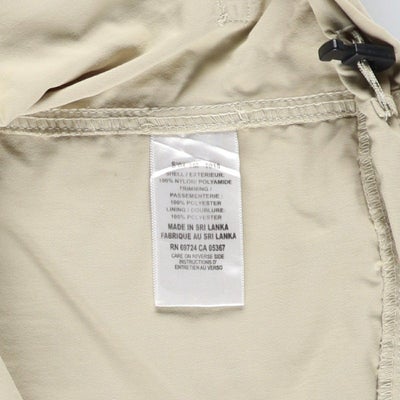 SHELL / EXTERIEUR:
100% NYLON/ POLYAMIDE
TRIMMING /
PASSEMENTERIE:
100% POLYESTER
LINING / DOUBLURE:
100% POLYESTER
MADE IN SRI LANKA
FABRIQUE AU SRI LANKA
RN 69724 CA 05367
CARE ON REVERSE SIDE
INSTRUCTIONS D'
ENTRETIEN AU VERSO